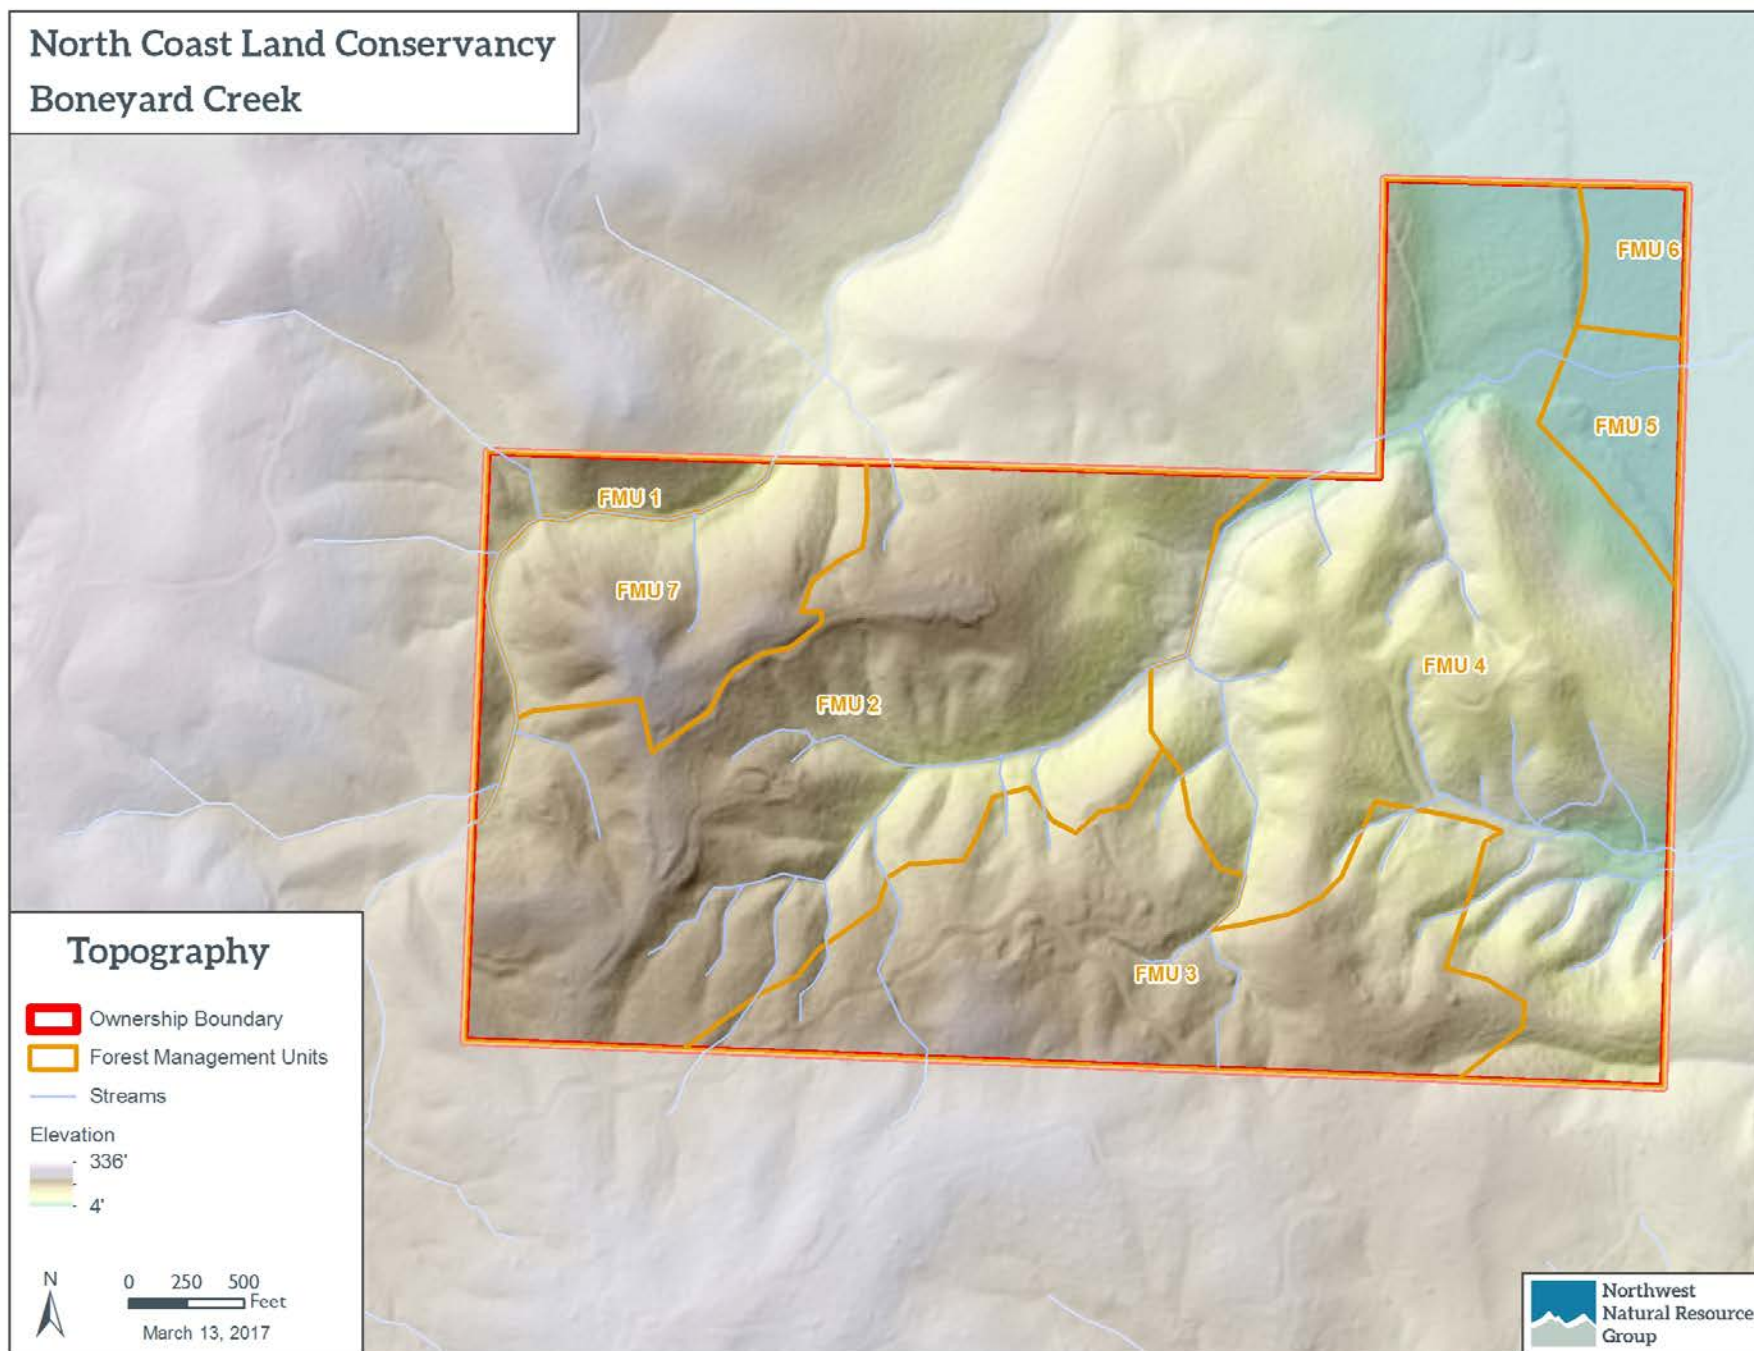 North Coast Land Conservancy
Boneyard Creek
FMU 6
FMU 5
FMU 1
FMU 7
FMU 4
FMU 2
FMU 3
Topography
Ownership Boundary
Forest Management Units
Streams
Elevation
336'
4'
N
0 250 500
Feet
March 13, 2017
Northwest
Natural Resource
Group